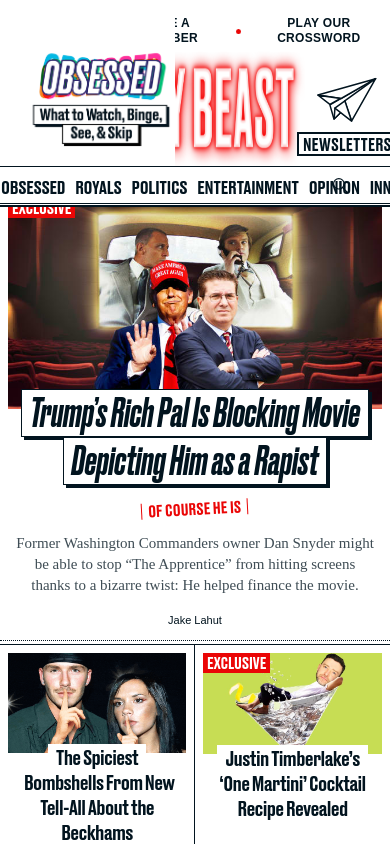 E A
BER
PLAY OUR
CROSSWORD
OBSESSED
What to Watch, Binge,
See, & Skip
Y BEAST
NEWSLETTERS
OBSESSED ROYALS POLITICS ENTERTAINMENT OPINION INN
EXCLUSIVE
MAKE AMERICA
GREAT AGAIN
Trump's Rich Pal Is Blocking Movie
Depicting Him as a Rapist
OF COURSE HE IS
Former Washington Commanders owner Dan Snyder might
be able to stop “The Apprentice” from hitting screens
thanks to a bizarre twist: He helped finance the movie.
Jake Lahut
The Spiciest
Bombshells From New
Tell-All About the
Beckhams
EXCLUSIVE
Justin Timberlake's
‘One Martini’ Cocktail
Recipe Revealed